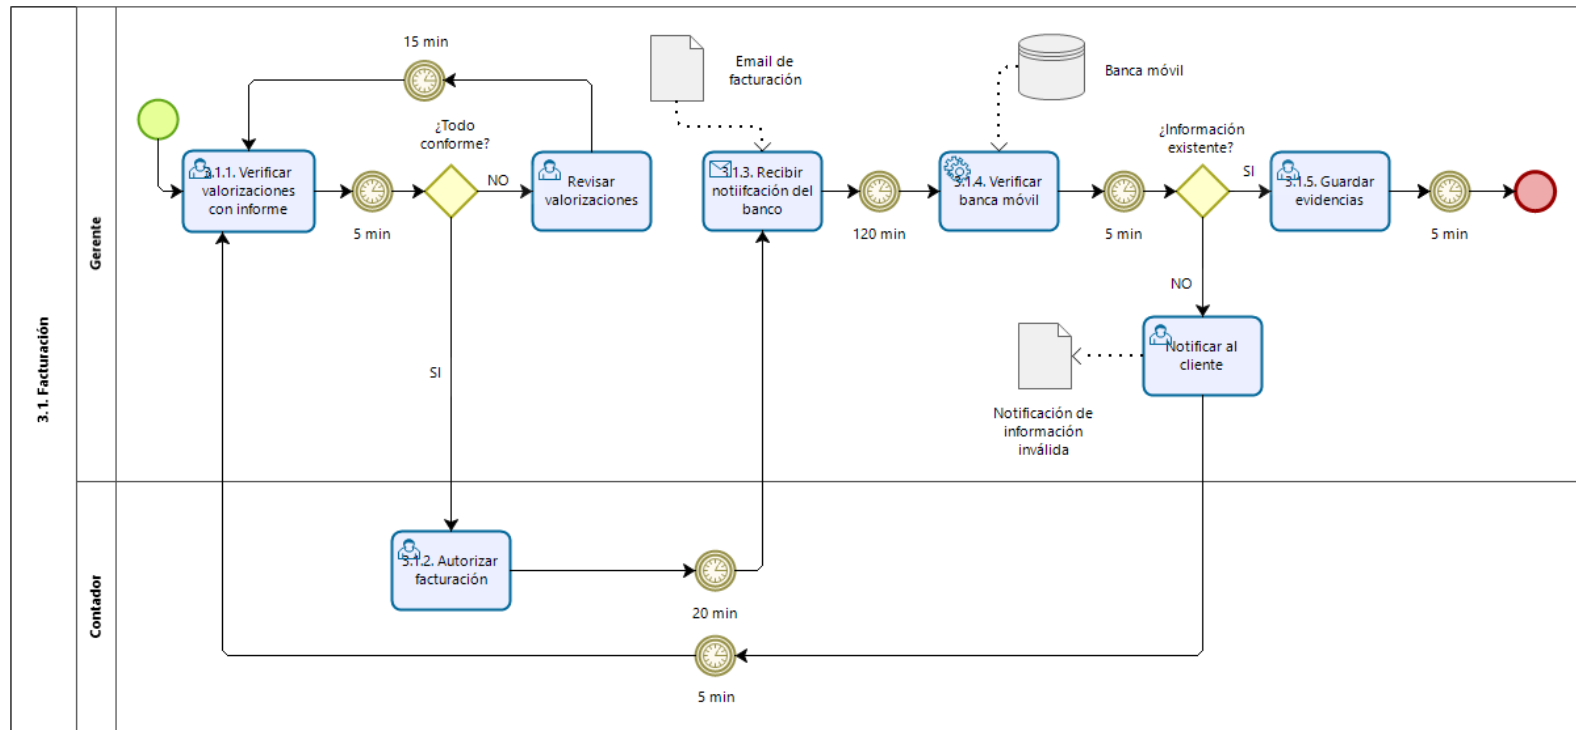 3.1. Facturación
Gerente
Contador
15 min
¿Todo
conforme?
3.1.1. Verificar
valorizaciones
con informe
5 min
NO
Revisar
valorizaciones
SI
Email de
facturación
3.1.3. Recibir
notiifcación del
banco
120 min
Banca móvil
3.1.4. Verificar
banca móvil
5 min
¿Información
existente?
SI
3.1.5. Guardar
evidencias
5 min
NO
Notificar al
cliente
Notificación de
información
inválida
3.1.2. Autorizar
facturación
20 min
5 min